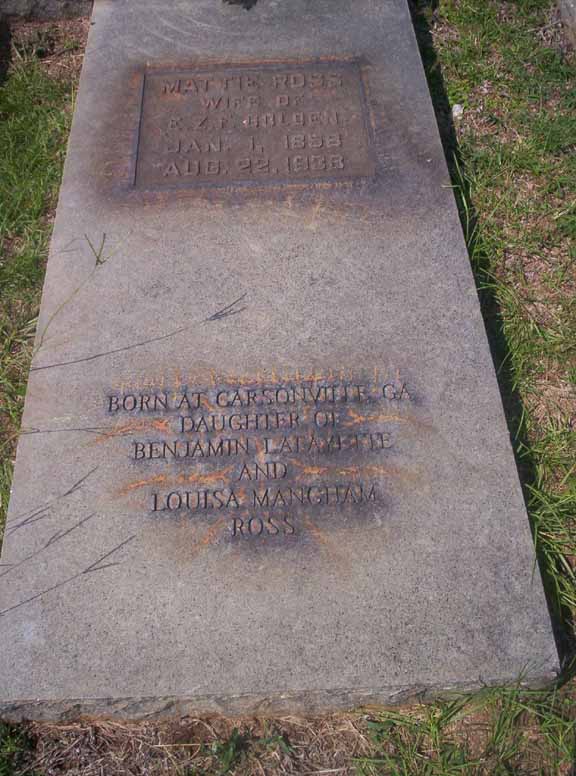 MATTIE ROSS
WIFE OF
HOLDEN
JAN. 1, 1858
AUG. 22, 1938
BORN AT CARSONVILLE, GA
DAUGHTER OF
BENJAMIN LAFAYETTE
AND
LOUISA MANGHAM
ROSS